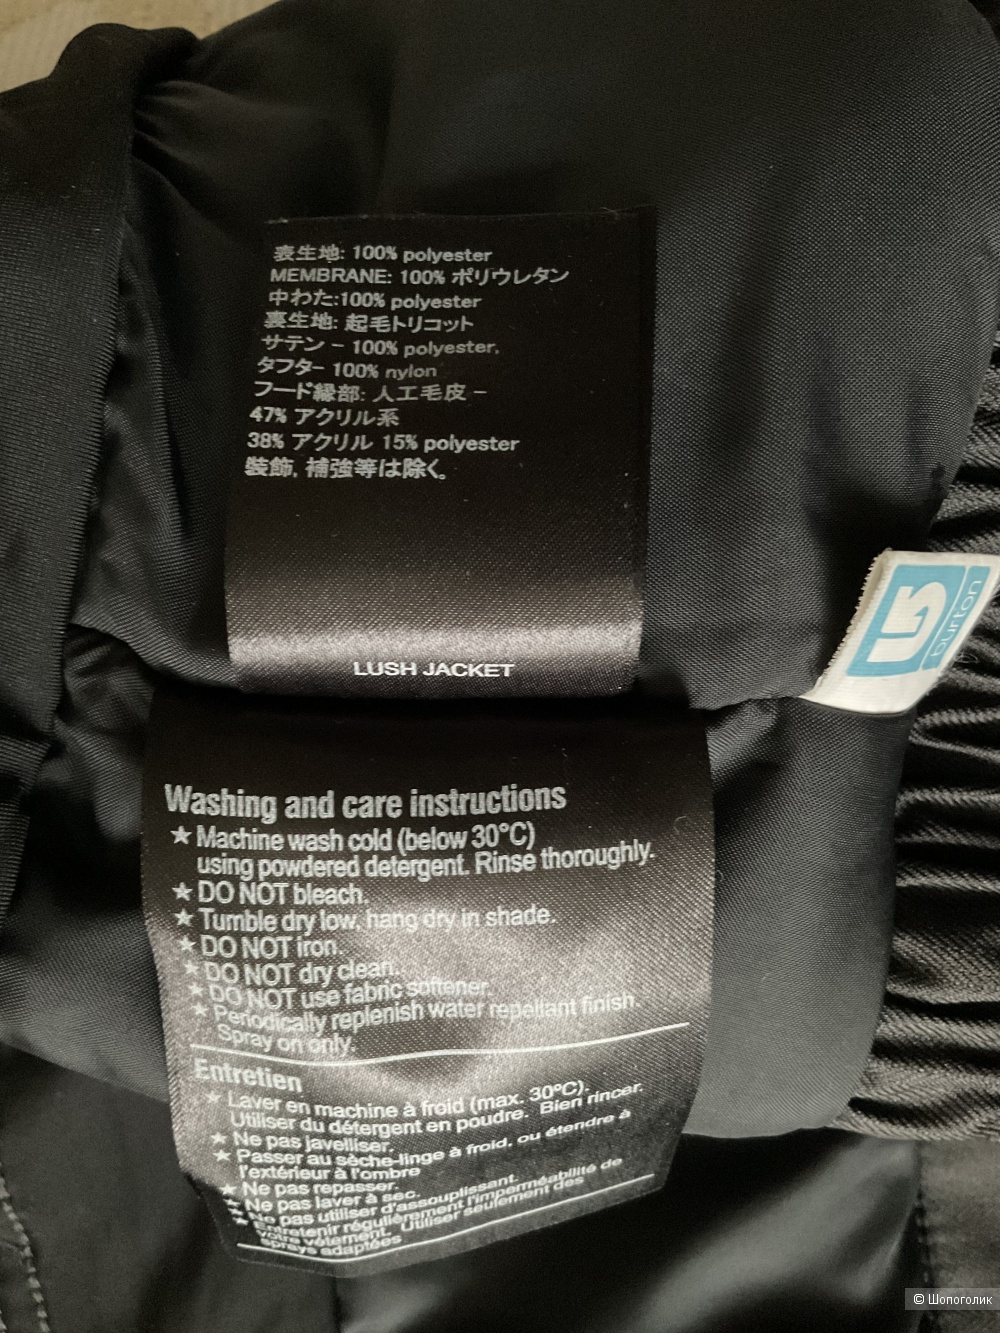 表生地: 100% polyester
MEMBRANE: 100% ポリウレタン
中わた:100% polyester
裏生地: 起毛トリコット
サテン - 100% polyester,
タフター 100% nylon
フード縁部: 人工毛皮 -
47% アクリル系
38% アクリル 15% polyester
装飾, 補強等は除く。
LUSH JACKET
burton
Washing and care instructions
★ Machine wash cold (below 30°C)
using powdered detergent. Rinse thoroughly.
★ DO NOT bleach.
★ Tumble dry low, hang dry in shade.
★ DO NOT iron.
★ DO NOT dry clean.
★ DO NOT use fabric softener.
★ Periodically replenish water repellant finish.
Spray on only.
Entretien
★ Laver en machine à froid (max. 30ºC).
Utiliser du détergent en poudre. Bien rincer.
★ Ne pas javelliser.
★ Passer au sèche-linge à froid, ou étendre à
l'extérieur à l'ombre
★ Ne pas repasser.
★ Ne pas laver à sec.
★ Ne pas utiliser d'assouplissant.
★ Entretenir régulièrement l'imperméabilité de
votre vêtement. Utiliser seulement des
sprays adaptées
© Шопоголик